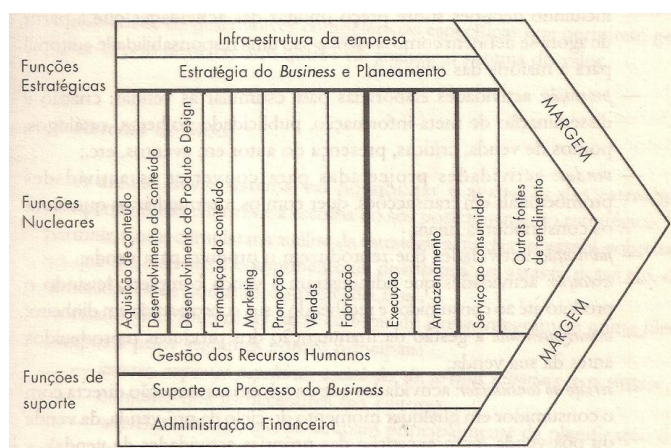 Infra-estrutura da empresa
Funções
Estratégicas
Estratégia do Business e Planeamento
MARGEM
Funções
Nucleares
Aquisição de conteúdo
Desenvolvimento do conteúdo
Desenvolvimento do Produto e Design
Formatação do conteúdo
Marketing
Promoção
Vendas
Fabricação
Execução
Armazenamento
Serviço ao consumidor
Outras fontes
de rendimento
MARGEM
Gestão dos Recursos Humanos
Funções de
suporte
Suporte ao Processo do Business
Administração Financeira